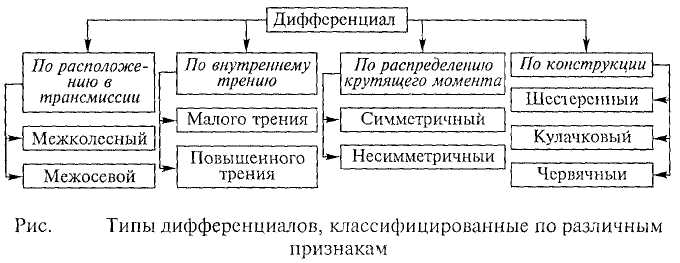 Дифференциал
По расположе-
нию в
трансмиссии
Межколесный
Межосевой
По внутреннему
трению
Малого трения
Повышенного
трения
По распределению
крутящего момента
Симметричный
Несимметричный
По конструкции
Шестеренный
Кулачковый
Червячный
Рис. Типы дифференциалов, классифицированные по различным
признакам